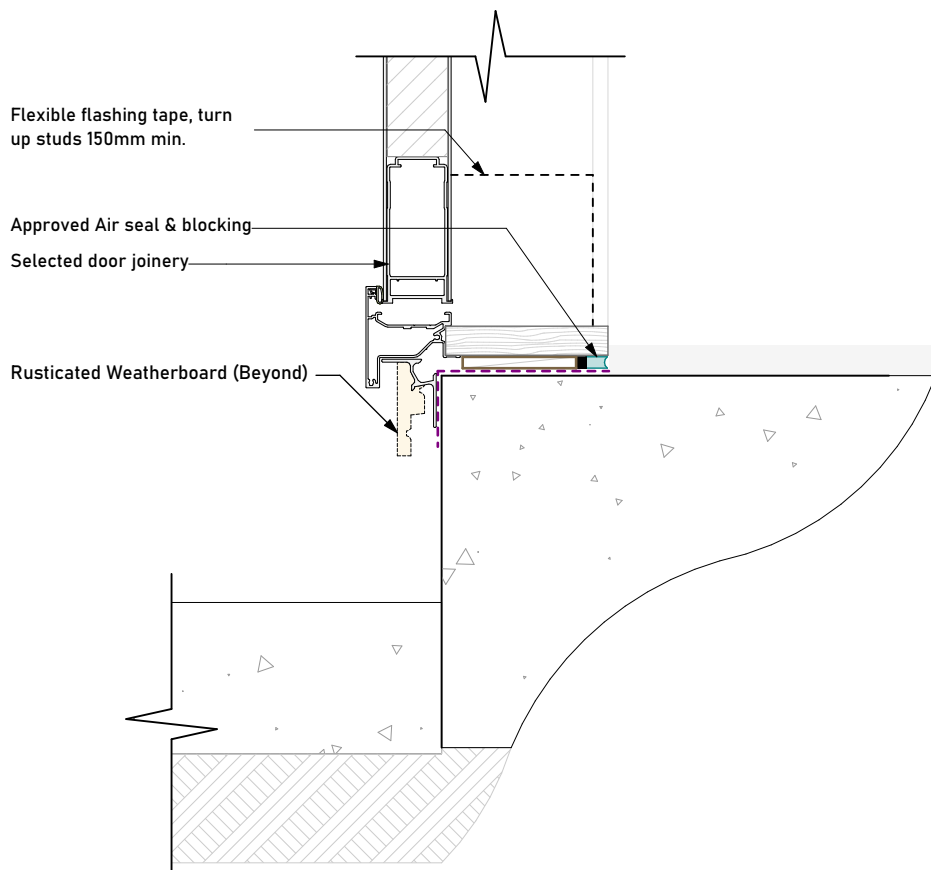 Flexible flashing tape, turn
up studs 150mm min.
Approved Air seal & blocking
Selected door joinery
Rusticated Weatherboard (Beyond)